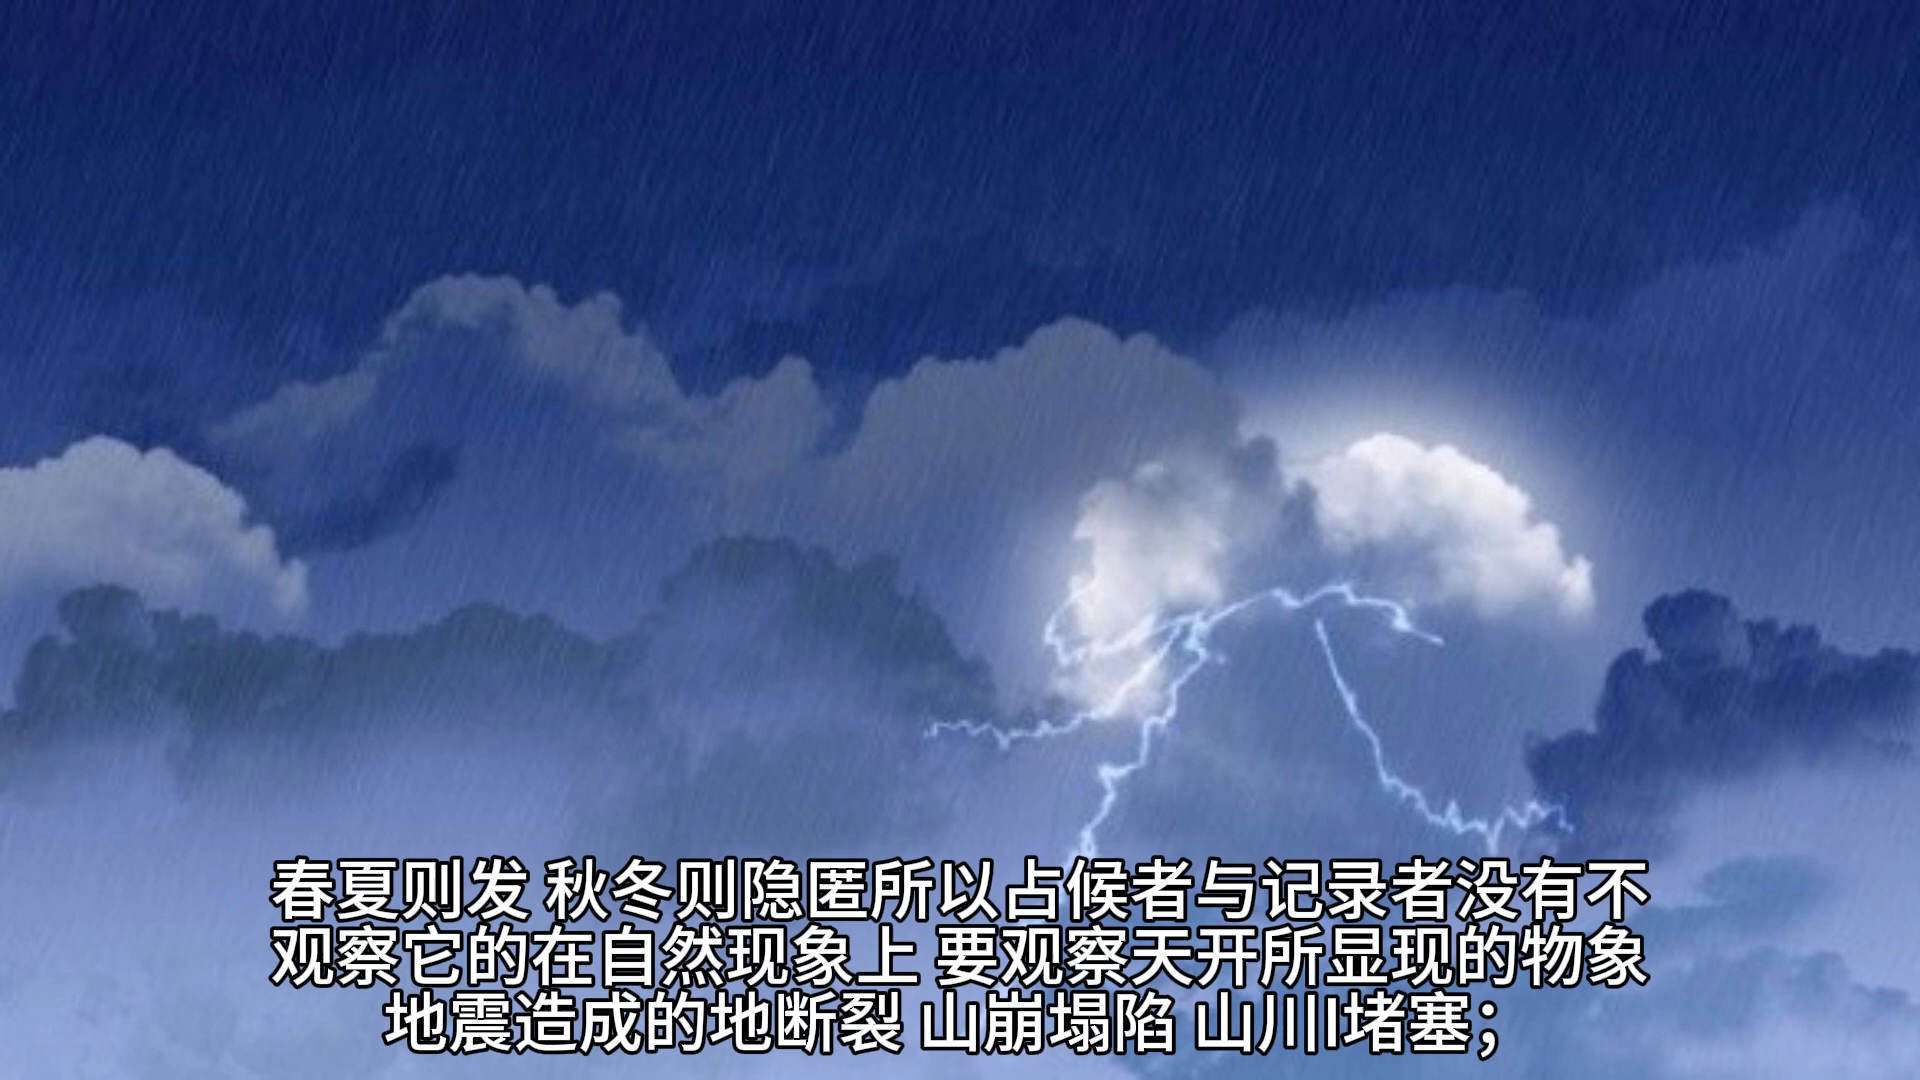 春夏则发 秋冬则隐匿所以占候者与记录者没有不
观察它的在自然现象上 要观察天开所显现的物象
地震造成的地断裂 山崩塌陷 山川堵塞；